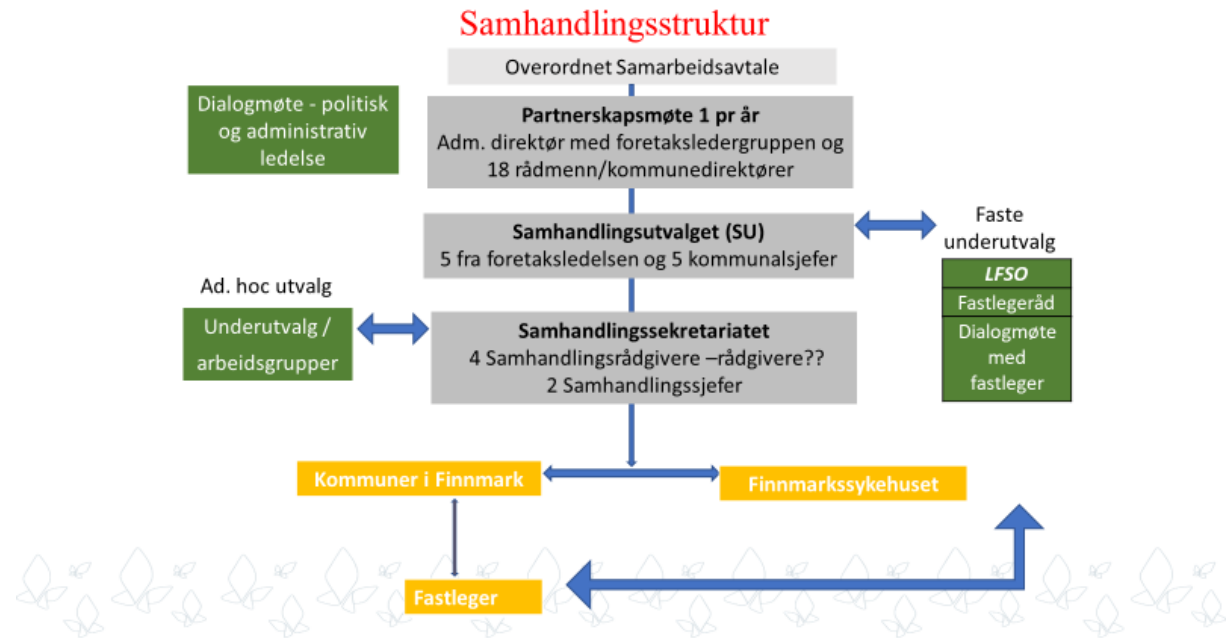 Samhandlingsstruktur
Overordnet Samarbeidsavtale
Dialogmøte - politisk
og administrativ
ledelse
Partnerskapsmøte 1 pr år
Adm. direktør med foretaksledergruppen og
18 rådmenn/kommunedirektører
Samhandlingsutvalget (SU)
5 fra foretaksledelsen og 5 kommunalsjefer
Faste
underutvalg
LFSO
Fastlegeråd
Dialogmøte
med
fastleger
Ad. hoc utvalg
Underutvalg /
arbeidsgrupper
Samhandlingssekretariatet
4 Samhandlingsrådgivere –rådgivere??
2 Samhandlingssjefer
Kommuner i Finnmark
Finnmarkssykehuset
Fastleger